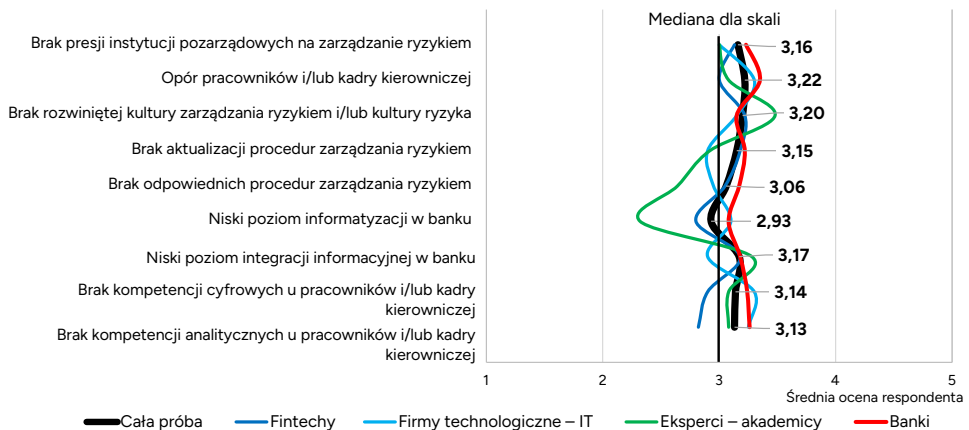 Mediana dla skali
Brak presji instytucji pozarządowych na zarządzanie ryzykiem
3,16
Opór pracowników i/lub kadry kierowniczej
3,22
Brak rozwiniętej kultury zarządzania ryzykiem i/lub kultury ryzyka
3,20
Brak aktualizacji procedur zarządzania ryzykiem
3,15
Brak odpowiednich procedur zarządzania ryzykiem
3,06
Niski poziom informatyzacji w banku
2,93
Niski poziom integracji informacyjnej w banku
3,17
Brak kompetencji cyfrowych u pracowników i/lub kadry
kierowniczej
3,14
Brak kompetencji analitycznych u pracowników i/lub kadry
kierowniczej
3,13
1 2 3 4 5
Średnia ocena respondenta
Cała próba Fintechy Firmy technologiczne – IT Eksperci – akademicy Banki